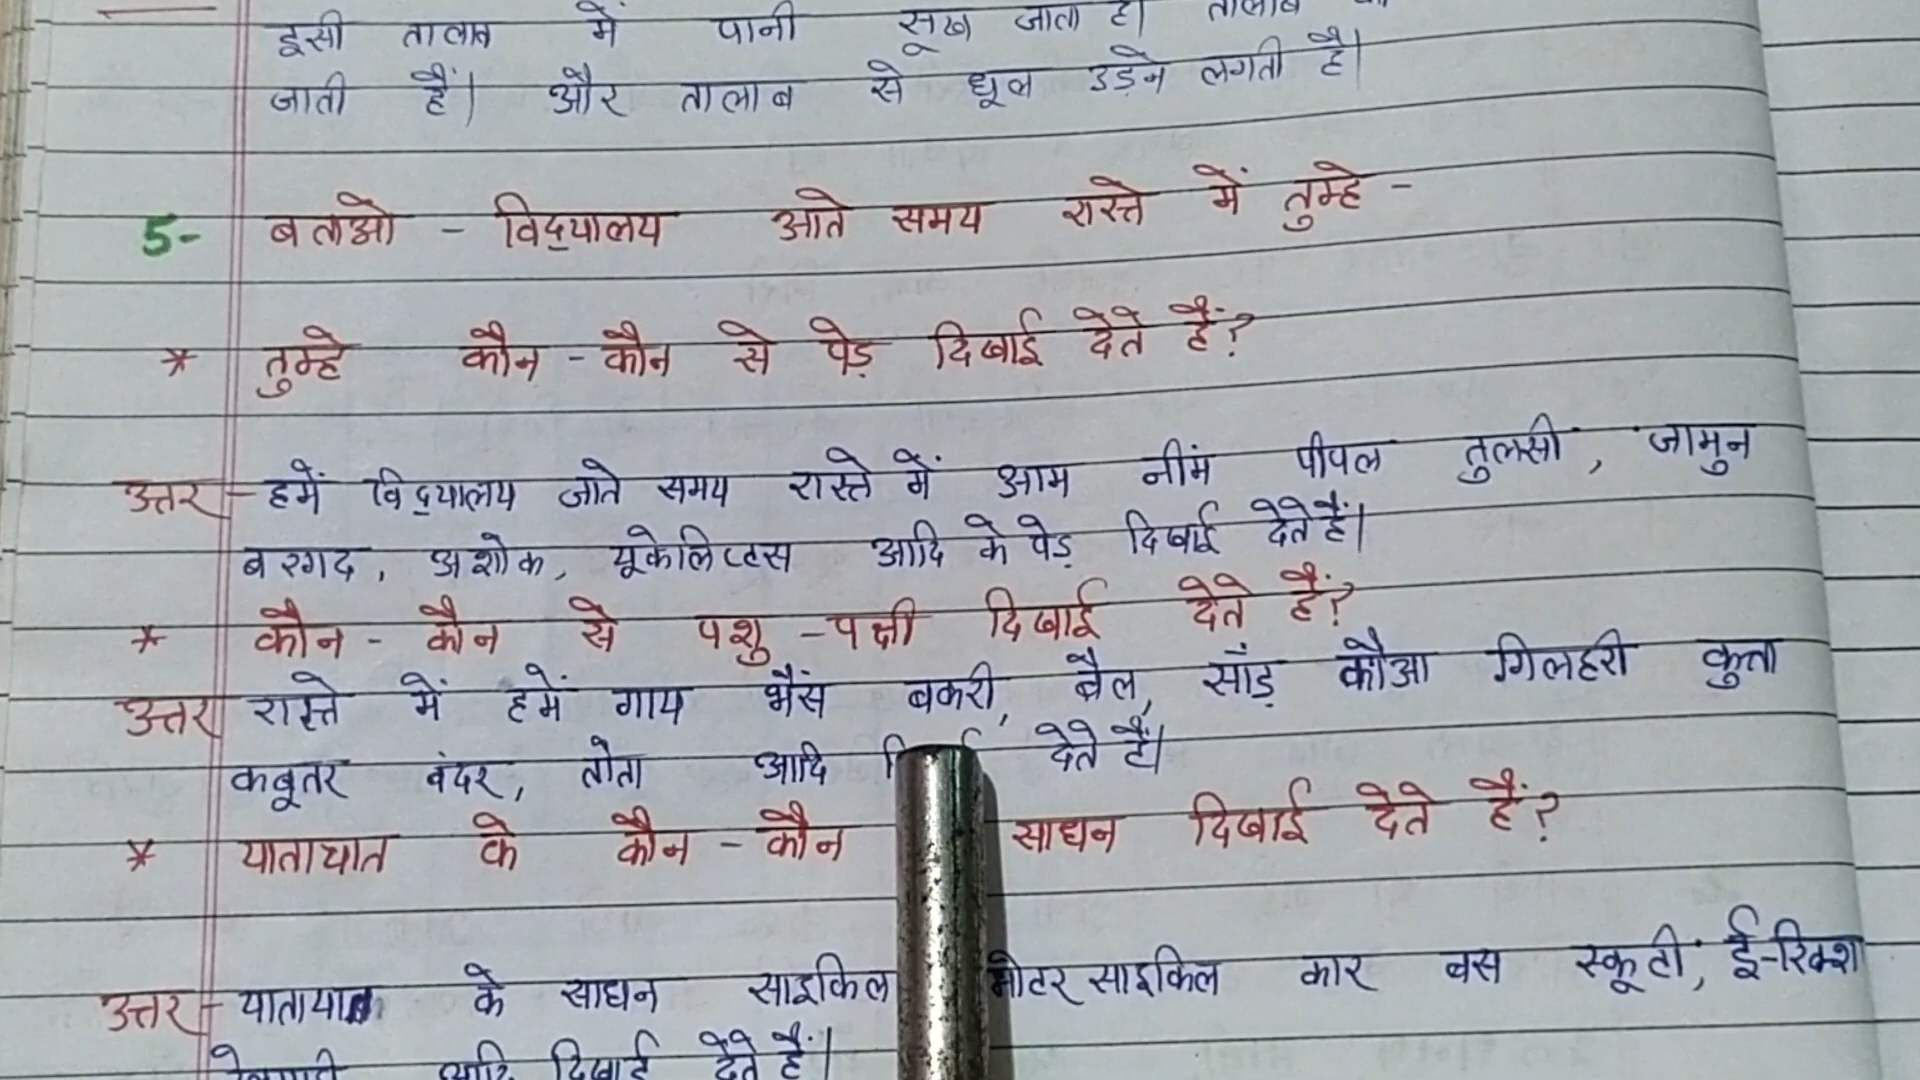 इसी तालाब में पानी सूख जाता है। तालाब
जाती हैं। और तालाब से धूल उड़ने लगती है।
5- बताओ - विद्यालय आते समय रास्ते में तुम्हे -
* तुम्हे कौन - कौन से पेड़ दिखाई देते हैं?
उत्तर - हमें विद्यालय जाते समय रास्ते में आम नीमं पीपल तुलसी, जामुन
बरगद, अशोक, यूकेलिप्टस आदि के पेड़ दिखाई देते हैं।
* कौन - कौन से पशु - पक्षी दिखाई देते हैं?
उत्तर रास्ते में हमें गाय भैंस बकरी, बैल, साँड़ कौआ गिलहरी कुत्ता
कबूतर बंदर, तोता आदि देते हैं।
* यातायात के कौन - कौन साधन दिखाई देते हैं?
उत्तर - यातायात के साधन साइकिल मोटर साइकिल कार बस स्कूटी, ई-रिक्शा
आदि दिखाई देते हैं।